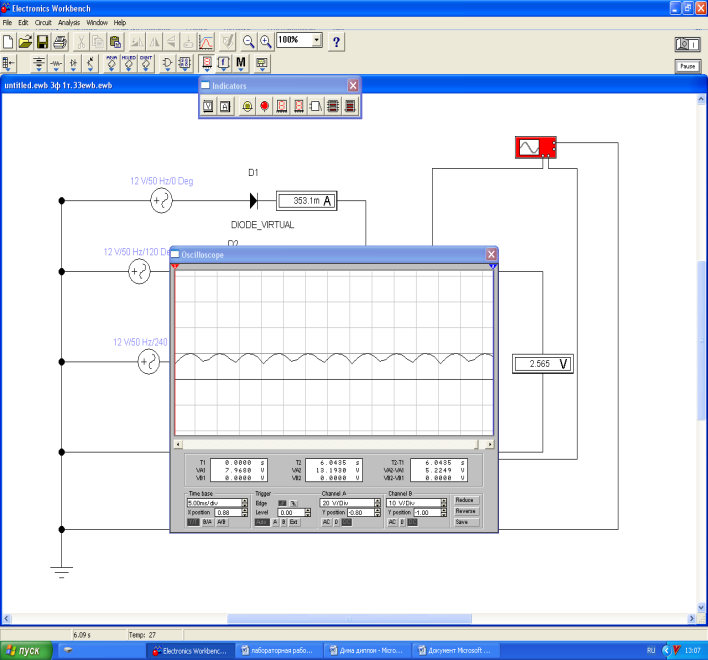 Electronics Workbench
File Edit Circuit Analysis Window Help
100%
?
Pause
ANA MIXED DIGIT
M
untitled.ewb 3ф 1т.33ewb.ewb
Indicators
V A
D1
12 V/50 Hz/0 Deg
353.1m A
DIODE_VIRTUAL
D2
12 V/50 Hz/120 De
Oscilloscope
12 V/50 Hz/240
2.565 V
T1 0.0000 s T2 6.0435 s T2-T1 6.0435 s
VA1 7.9680 V VA2 13.1930 V VA2-VA1 5.2249 V
VB1 0.0000 V VB2 0.0000 V VB2-VB1 0.0000 V
Time base Trigger Channel A Channel B
5.00ms/div Edge 20 V/Div 10 V/Div Reduce
X position 0.88 Level 0.00 Y position -0.80 Y position -1.00 Reverse
Y/T B/A A/B Auto A B Ext AC 0 DC AC 0 DC Save
6.09 s Temp: 27
пуск Electronics Workbenc... лабораторная рабо... Дима диплом - Micro... Документ Microsoft ... RU 13:07